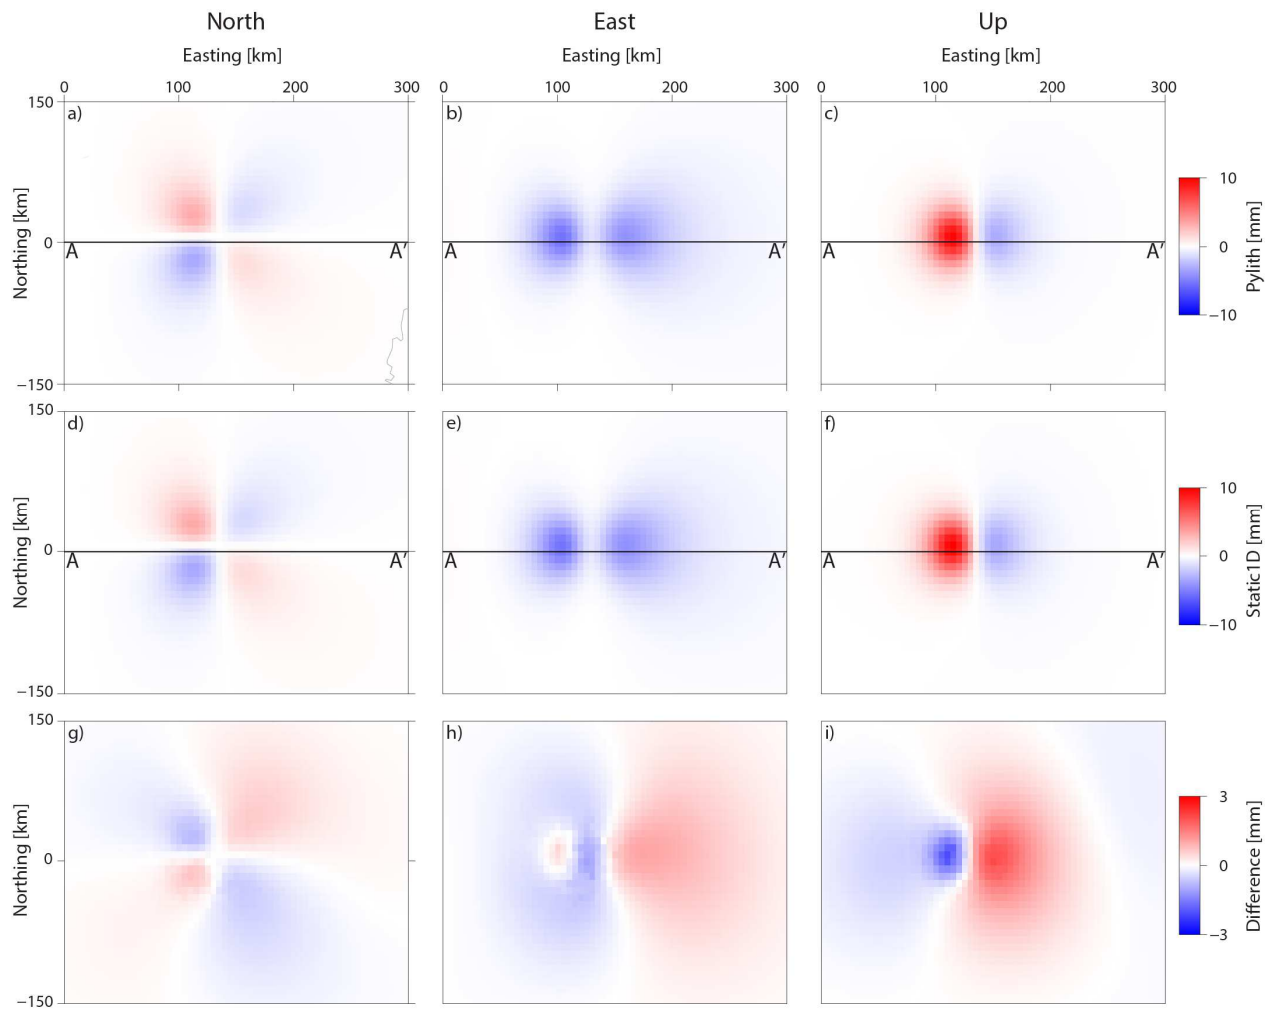 North East Up
Easting [km] Easting [km] Easting [km]
0 100 200 300 0 100 200 300 0 100 200 300
150 a) b) c)
Northing [km]
0
A A′ A A′ A A′
−150
10
0
−10
Pylith [mm]
150
d) e) f)
Northing [km]
0
A A′ A A′ A A′
−150
10
0
−10
Static1D [mm]
150
g) h) i)
Northing [km]
0
−150
3
0
−3
Difference [mm]